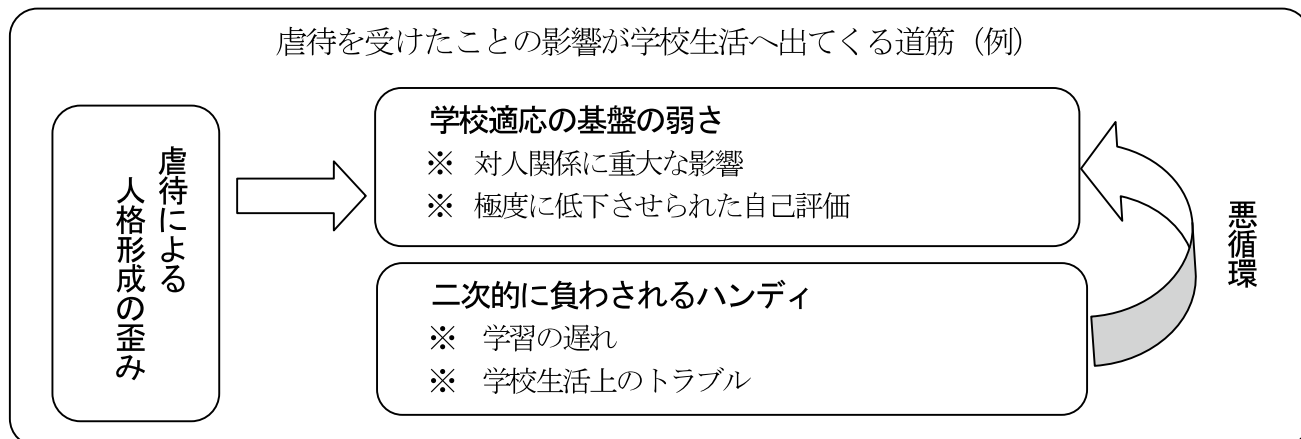 虐待を受けたことの影響が学校生活へ出てくる道筋（例）
虐待による
人格形成の歪み
学校適応の基盤の弱さ
※ 対人関係に重大な影響
※ 極度に低下させられた自己評価
二次的に負わされるハンディ
※ 学習の遅れ
※ 学校生活上のトラブル
悪循環